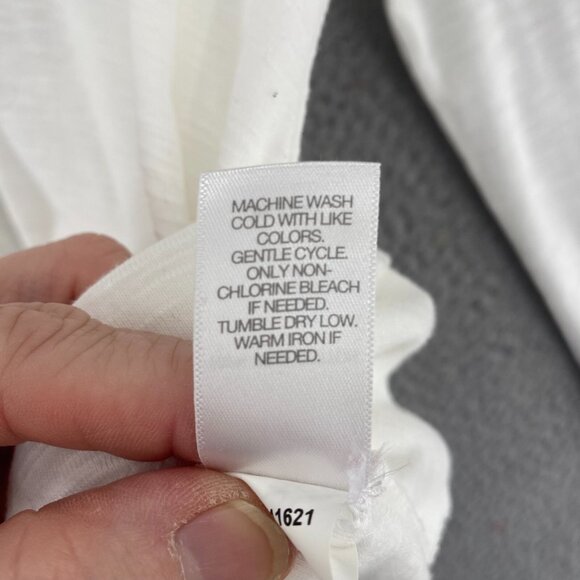 MACHINE WASH
COLD WITH LIKE
COLORS.
GENTLE CYCLE.
ONLY NON-
CHLORINE BLEACH
IF NEEDED.
TUMBLE DRY LOW.
WARM IRON IF
NEEDED.
1621